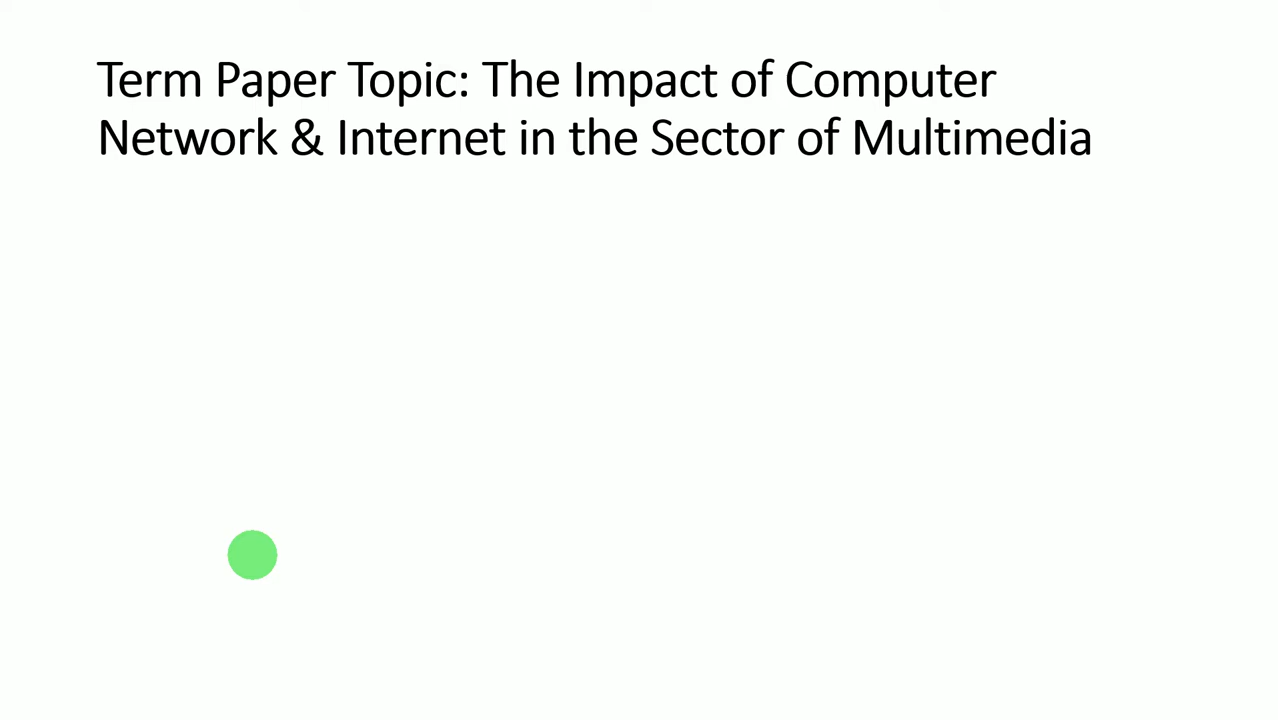 Term Paper Topic: The Impact of Computer
Network & Internet in the Sector of Multimedia